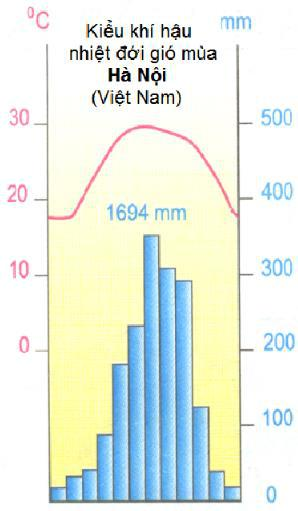 ⁰C
mm
Kiểu khí hậu
nhiệt đới gió mùa
Hà Nội
(Việt Nam)
30
500
20
400
1694 mm
10
300
0
200
100
0